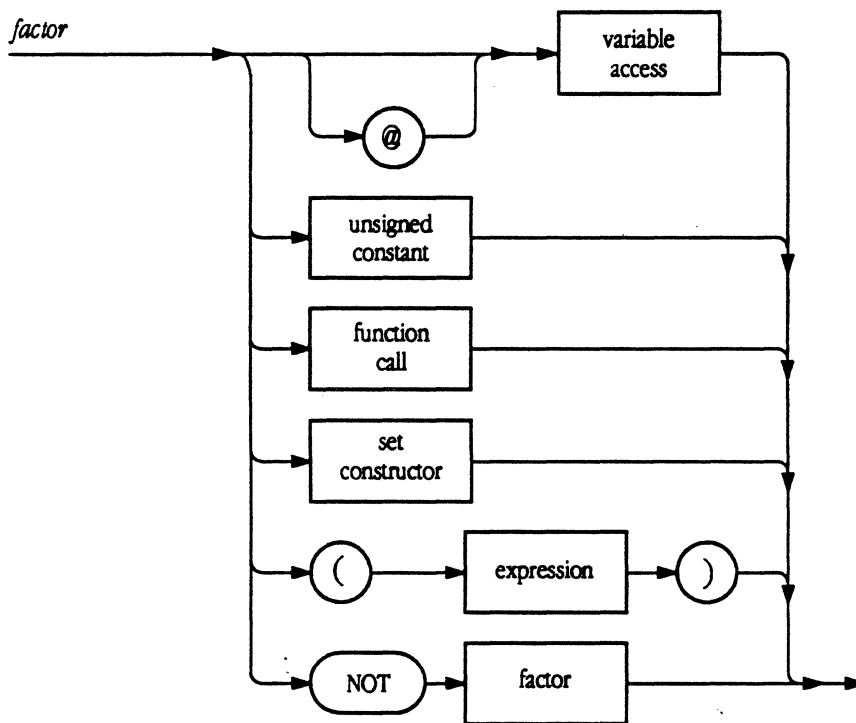 factor
variable
access
@
unsigned
constant
function
call
set
constructor
( expression )
NOT factor